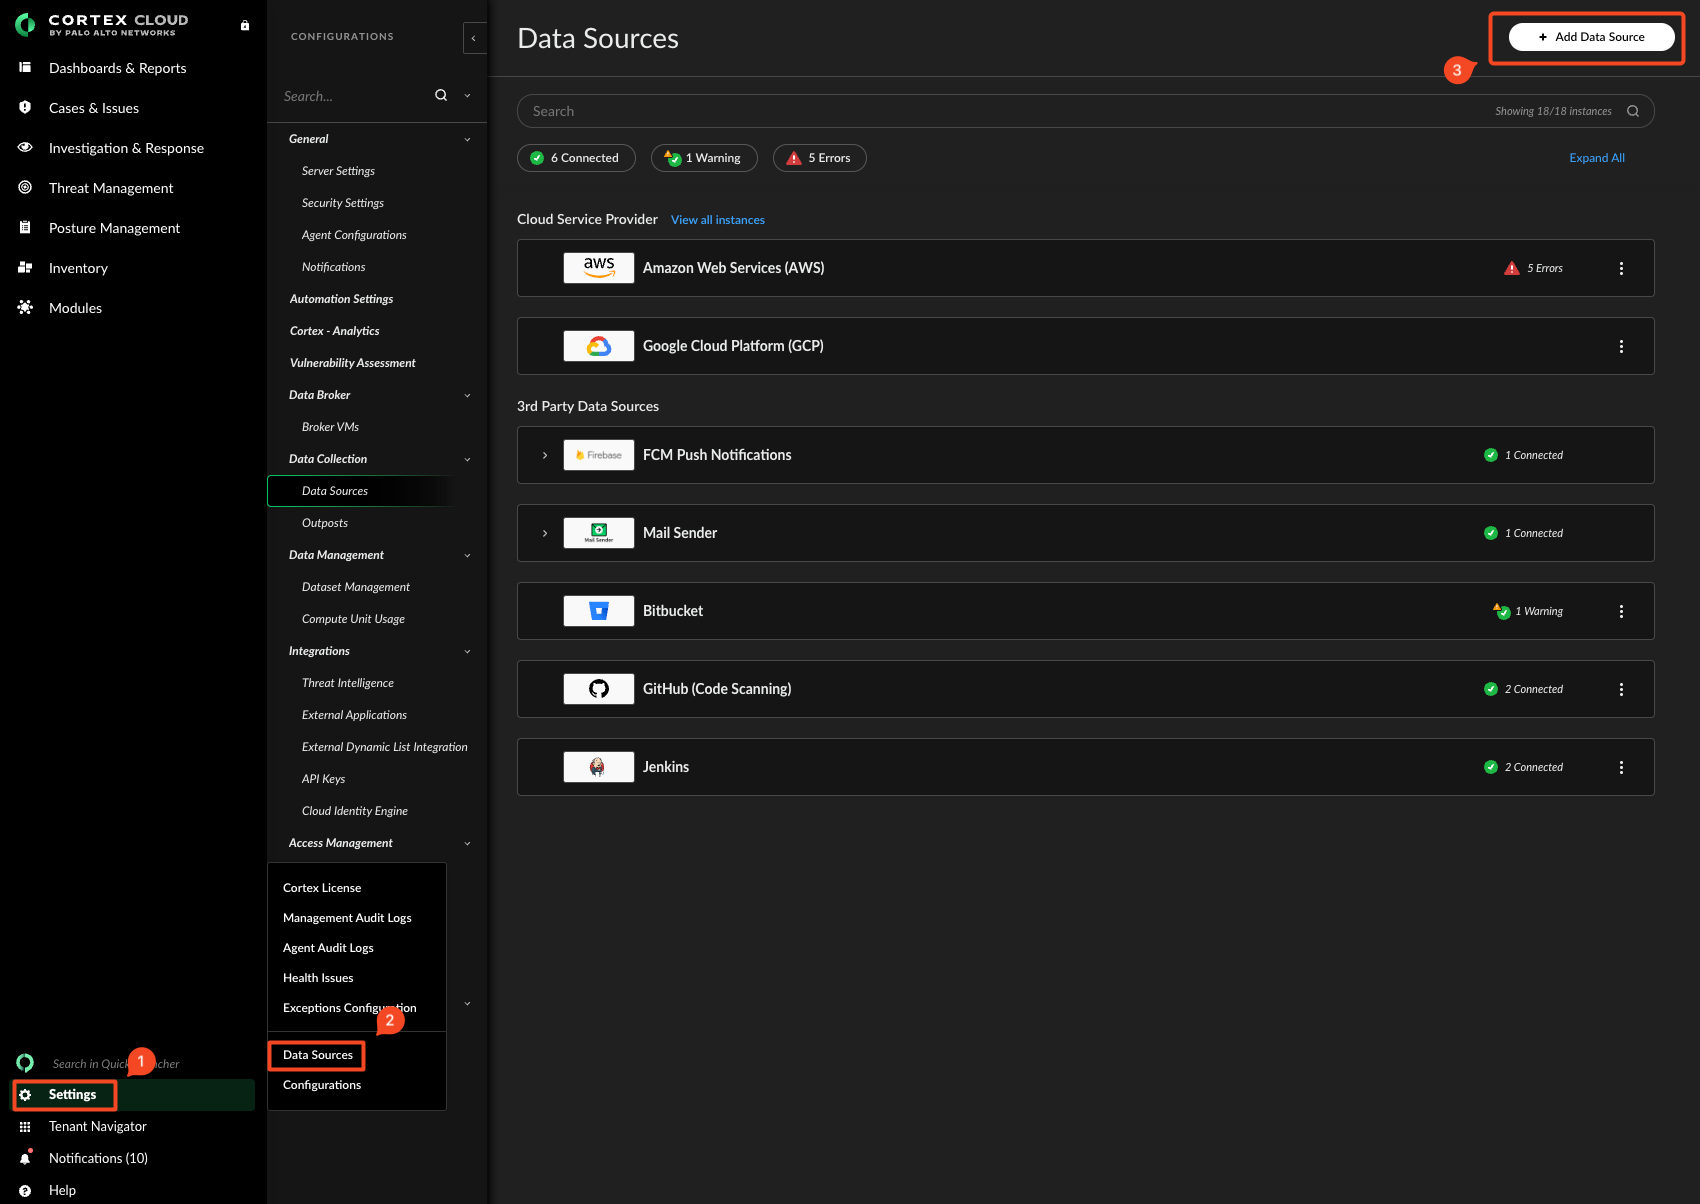 CORTEX CLOUD
BY PALO ALTO NETWORKS
Dashboards & Reports
Cases & Issues
Investigation & Response
Threat Management
Posture Management
Inventory
Modules
Search in Quick
cher
1
Settings
Tenant Navigator
Notifications (10)
Help
CONFIGURATIONS
Search...
General
Server Settings
Security Settings
Agent Configurations
Notifications
Automation Settings
Cortex - Analytics
Vulnerability Assessment
Data Broker
Broker VMs
Data Collection
Data Sources
Outposts
Data Management
Dataset Management
Compute Unit Usage
Integrations
Threat Intelligence
External Applications
External Dynamic List Integration
API Keys
Cloud Identity Engine
Access Management
Cortex License
Management Audit Logs
Agent Audit Logs
Health Issues
Exceptions Configuration
2
Data Sources
Configurations
Data Sources
+ Add Data Source
3
Search
Showing 18/18 instances
6 Connected
1 Warning
5 Errors
Expand All
Cloud Service Provider View all instances
aws Amazon Web Services (AWS) 5 Errors
Google Cloud Platform (GCP)
3rd Party Data Sources
Firebase FCM Push Notifications 1 Connected
Mail Sender Mail Sender 1 Connected
Bitbucket 1 Warning
GitHub (Code Scanning) 2 Connected
Jenkins 2 Connected